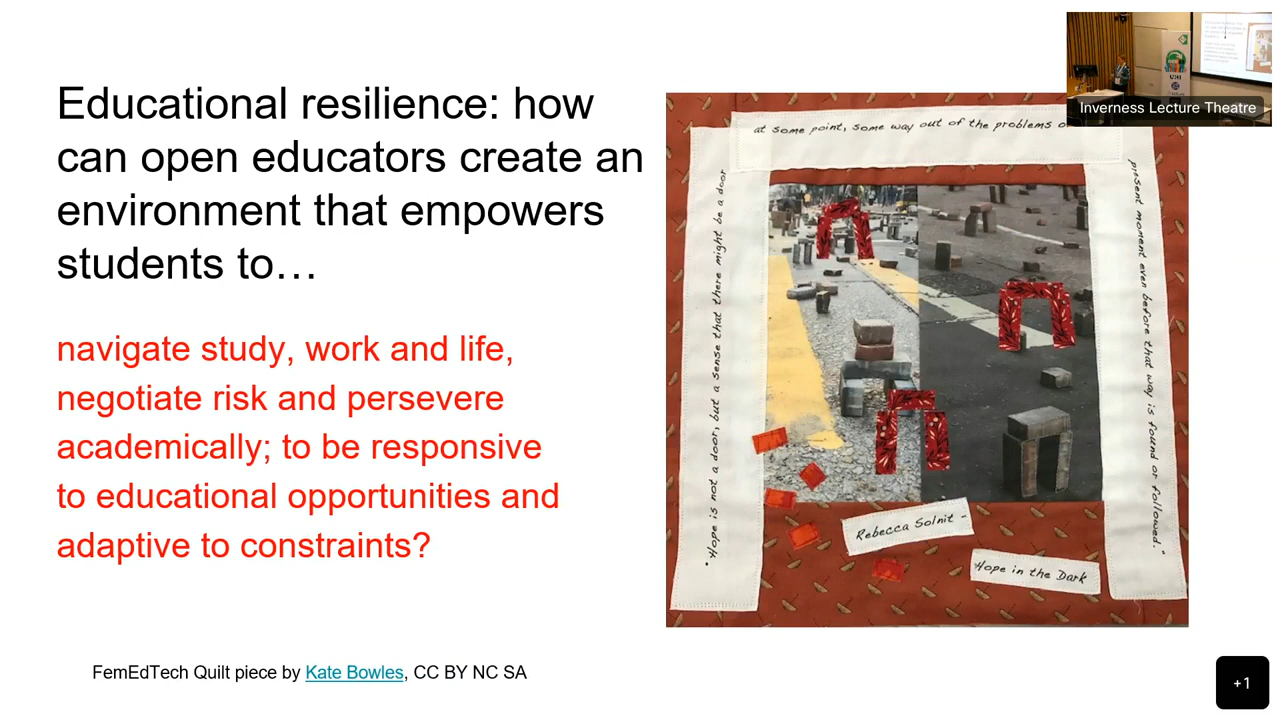 Educational resilience: how
can open educators create an
environment that empowers
students to…
navigate study, work and life,
negotiate risk and persevere
academically; to be responsive
to educational opportunities and
adaptive to constraints?
"Hope is not a door, but a sense that there might be a door
at some point, some way out of the problems o
present moment even before that way is found or followed."
Rebecca Solnit -
Hope in the Dark
FemEdTech Quilt piece by Kate Bowles, CC BY NC SA
Inverness Lecture Theatre
+1